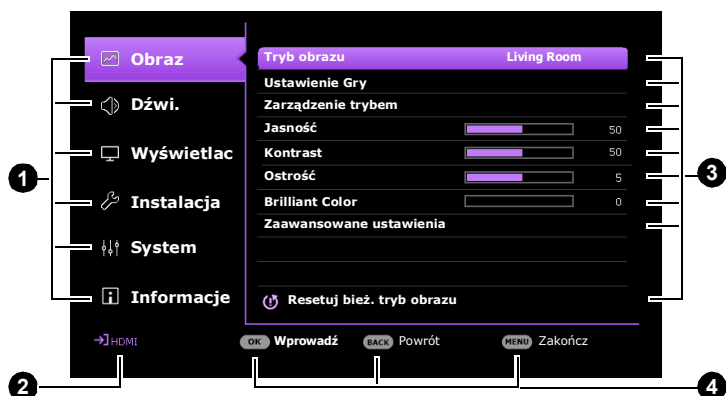 Obraz
Dźwi.
Wyświetlac
Instalacja
System
Informacje
Tryb obrazu Living Room
Ustawienie Gry
Zarządzenie trybem
Jasność 50
Kontrast 50
Ostrość 5
Brilliant Color 0
Zaawansowane ustawienia
Resetuj bież. tryb obrazu
HDMI
OK Wprowadź BACK Powrót MENU Zakończ
1
3
2
4